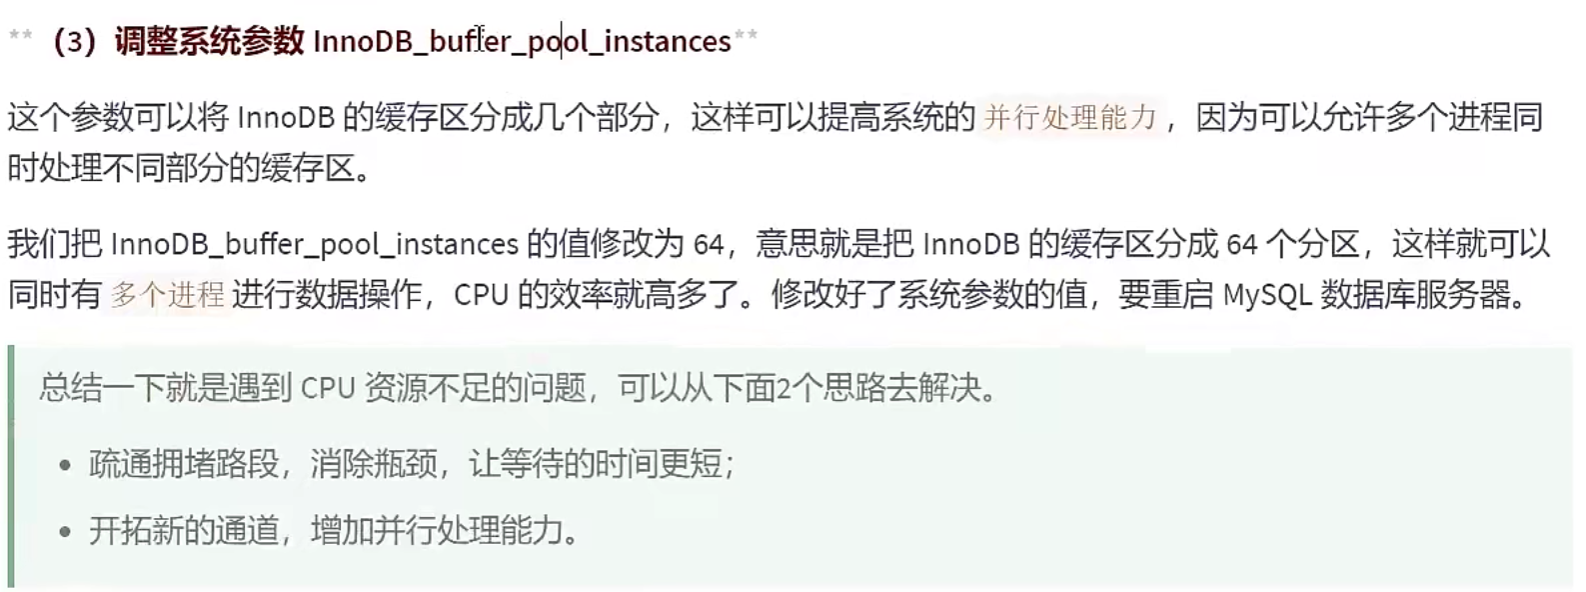 **（3）调整系统参数 InnoDB_buffer_pool_instances**
这个参数可以将 InnoDB 的缓存区分成几个部分，这样可以提高系统的 并行处理能力 ，因为可以允许多个进程同
时处理不同部分的缓存区。
我们把 InnoDB_buffer_pool_instances 的值修改为 64，意思就是把 InnoDB 的缓存区分成 64 个分区，这样就可以
同时有 多个进程 进行数据操作，CPU 的效率就高多了。修改好了系统参数的值，要重启 MySQL 数据库服务器。
总结一下就是遇到 CPU 资源不足的问题，可以从下面2个思路去解决。
• 疏通拥堵路段，消除瓶颈，让等待的时间更短；
• 开拓新的通道，增加并行处理能力。